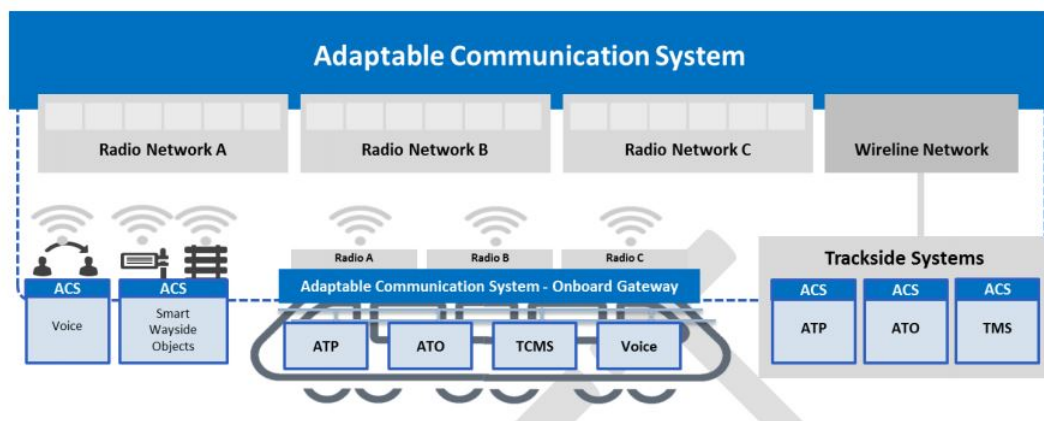 Adaptable Communication System
Radio Network A
Radio Network B
Radio Network C
Wireline Network
Radio A
Radio B
Radio C
Trackside Systems
ACS
ACS
Adaptable Communication System - Onboard Gateway
ACS
ACS
ACS
Voice
Smart
Wayside
Objects
ATP
ATO
TCMS
Voice
ATP
ATO
TMS